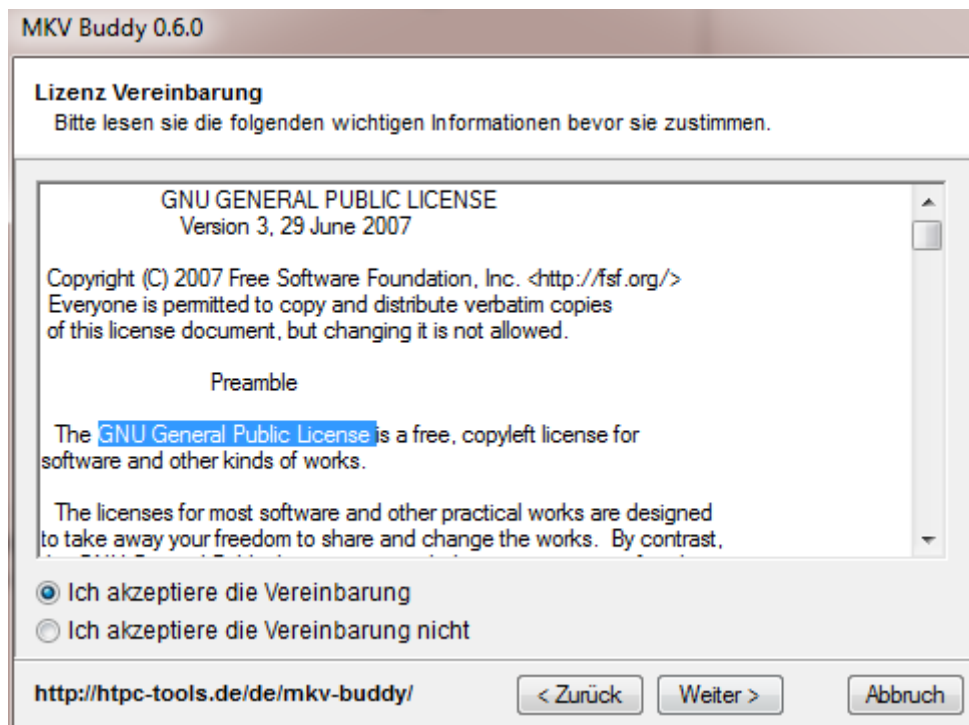 MKV Buddy 0.6.0
Lizenz Vereinbarung
Bitte lesen sie die folgenden wichtigen Informationen bevor sie zustimmen.
GNU GENERAL PUBLIC LICENSE
Version 3, 29 June 2007
Copyright (C) 2007 Free Software Foundation, Inc. <http://fsf.org/>
Everyone is permitted to copy and distribute verbatim copies
of this license document, but changing it is not allowed.
Preamble
The GNU General Public License is a free, copyleft license for
software and other kinds of works.
The licenses for most software and other practical works are designed
to take away your freedom to share and change the works. By contrast,
Ich akzeptiere die Vereinbarung
Ich akzeptiere die Vereinbarung nicht
http://htpc-tools.de/de/mkv-buddy/
< Zurück
Weiter >
Abbruch